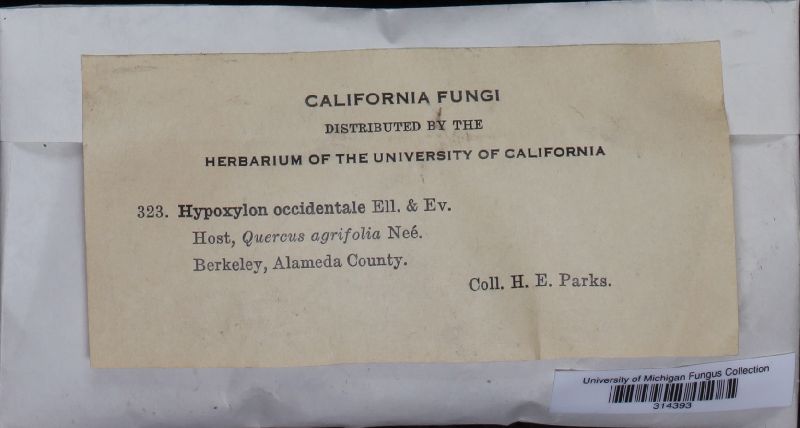 CALIFORNIA FUNGI
DISTRIBUTED BY THE
HERBARIUM OF THE UNIVERSITY OF CALIFORNIA
323. Hypoxylon occidentale Ell. & Ev.
Host, Quercus agrifolia Neé.
Berkeley, Alameda County.
Coll. H. E. Parks.
University of Michigan Fungus Collection
314393